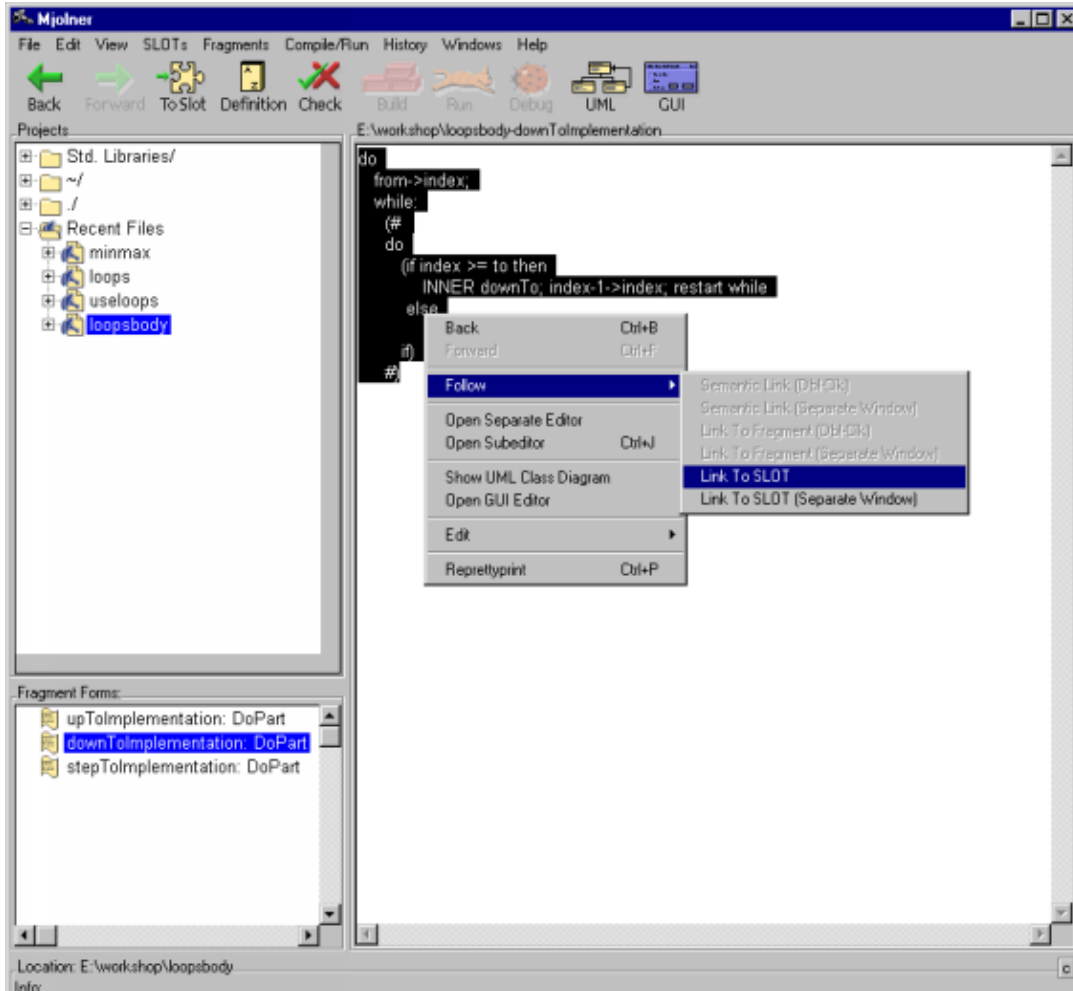 Mjolner
File Edit View SLOTs Fragments Compile/Run History Windows Help
Back Forward To Slot Definition Check Build Run Debug UML GUI
Projects
Std. Libraries/
~/
./
Recent Files
minmax
loops
useloops
loopsbody
Fragment Forms:
upToImplementation: DoPart
downToImplementation: DoPart
stepToImplementation: DoPart
E:\workshop\loopsbody-downToImplementation
do
from->index;
while:
(#
do
(if index >= to then
INNER downTo; index-1->index; restart while
else
if)
#)
Back Ctrl+B
Forward Ctrl+F
Follow
Open Separate Editor
Open Subeditor Ctrl+J
Show UML Class Diagram
Open GUI Editor
Edit
Reprettyprint Ctrl+P
Semantic Link (Dbl-Clk)
Semantic Link (Separate Window)
Link To Fragment (Dbl-Clk)
Link To Fragment (Separate Window)
Link To SLOT
Link To SLOT (Separate Window)
Location: E:\workshop\loopsbody
c
Info: